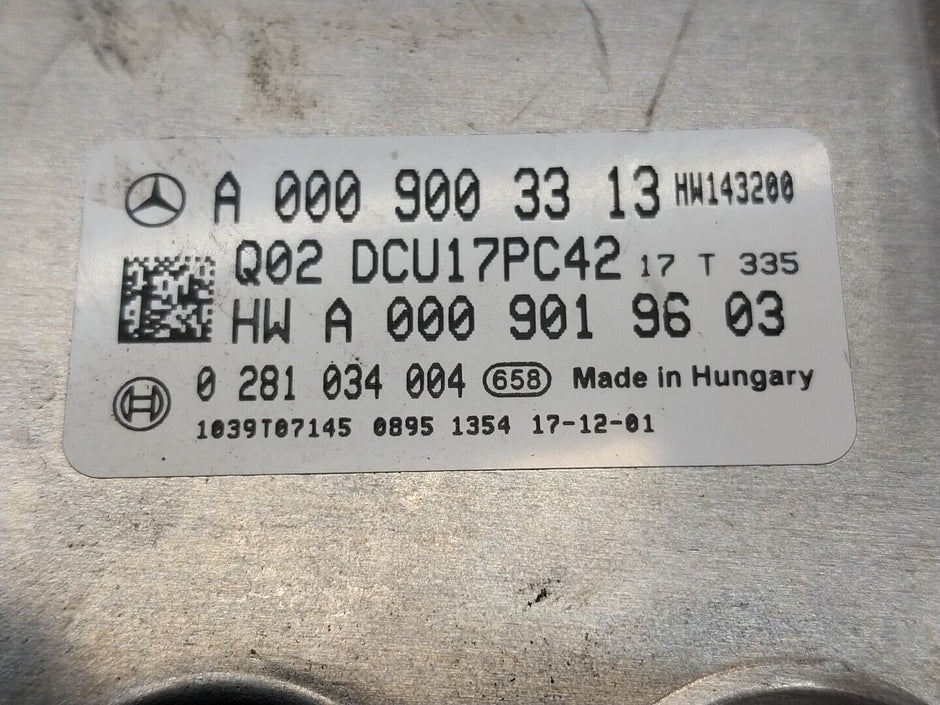 A 000 900 33 13 HW143200
Q02 DCU17PC42 17 T 335
HW A 000 901 96 03
0 281 034 004 658 Made in Hungary
1039T07145 0895 1354 17-12-01